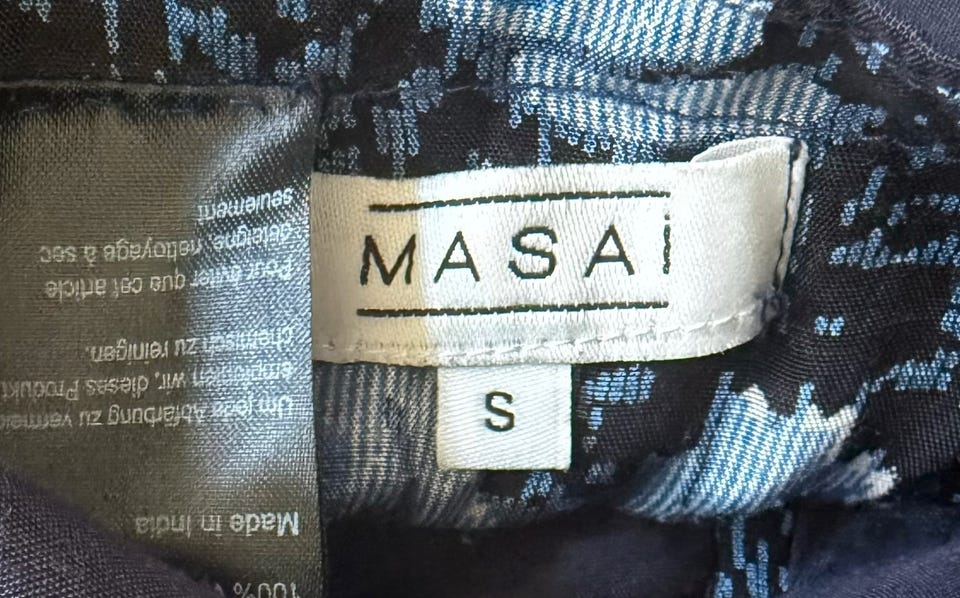 MASAI
S
100%
Made in India
Um jede Abfärbung zu vermei
empfehlen wir, dieses Produkt
chemisch zu reinigen.
Pour éviter que cet article
déteigne nettoyage à sec
seulement